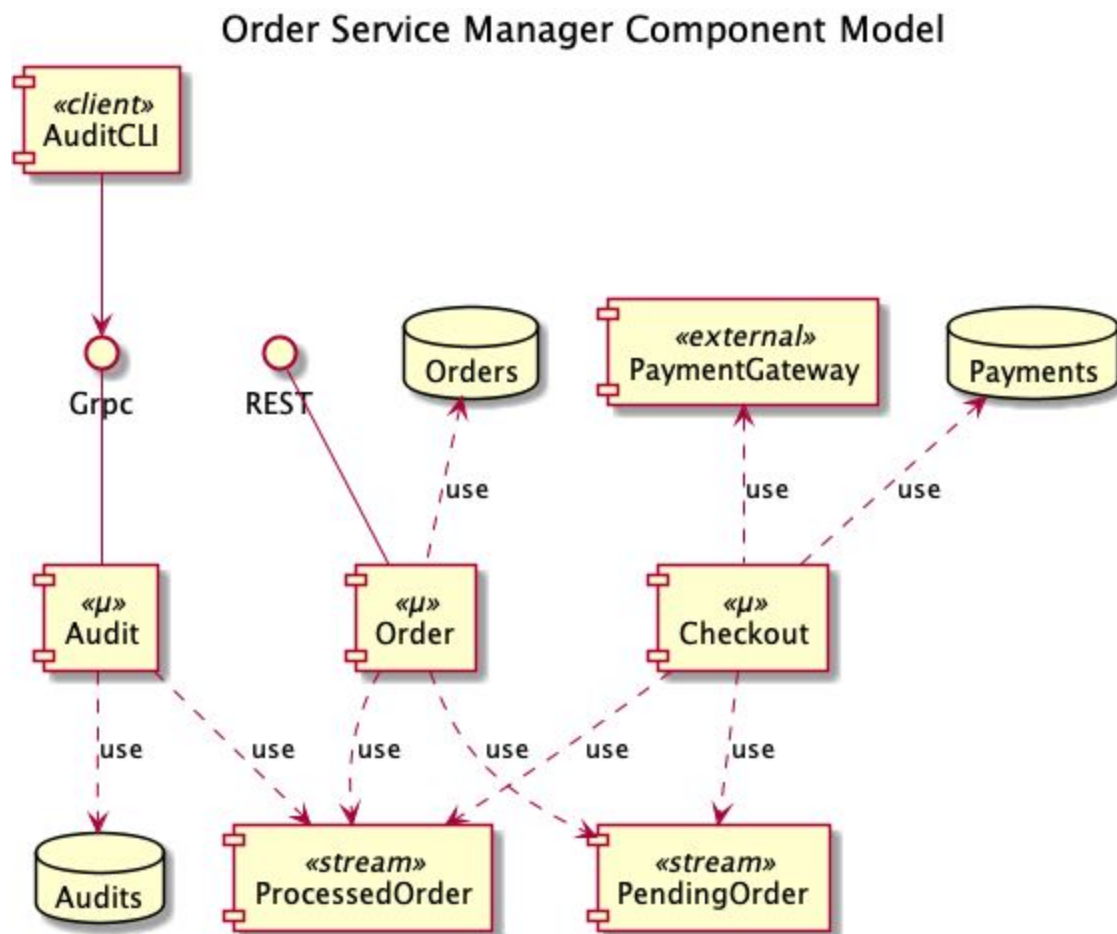 Order Service Manager Component Model
«client»
AuditCLI
Grpc
REST
Orders
«external»
PaymentGateway
Payments
use
use
use
«μ»
Audit
«μ»
Order
«μ»
Checkout
use
use
use
use
use
use
Audits
«stream»
ProcessedOrder
«stream»
PendingOrder